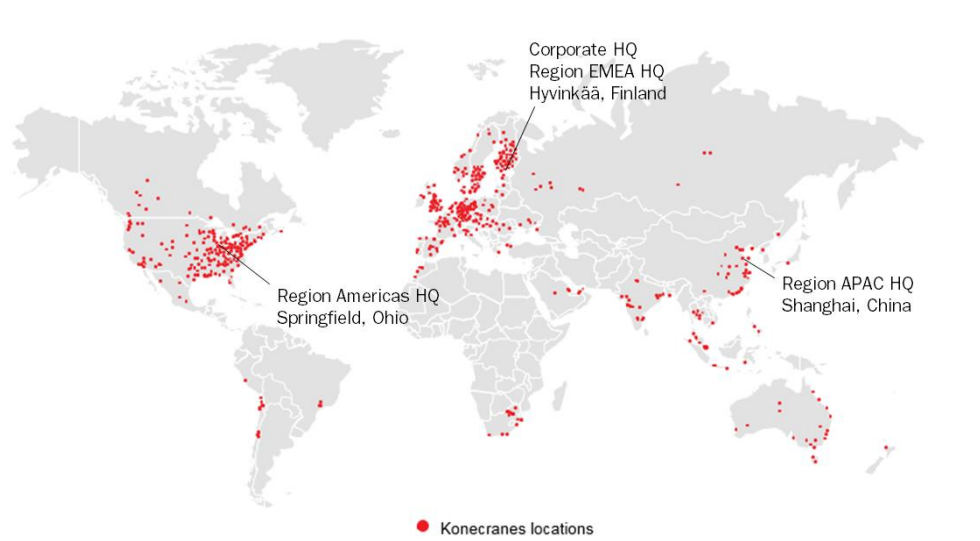 Corporate HQ
Region EMEA HQ
Hyvinkää, Finland
Region Americas HQ
Springfield, Ohio
Region APAC HQ
Shanghai, China
Konecranes locations